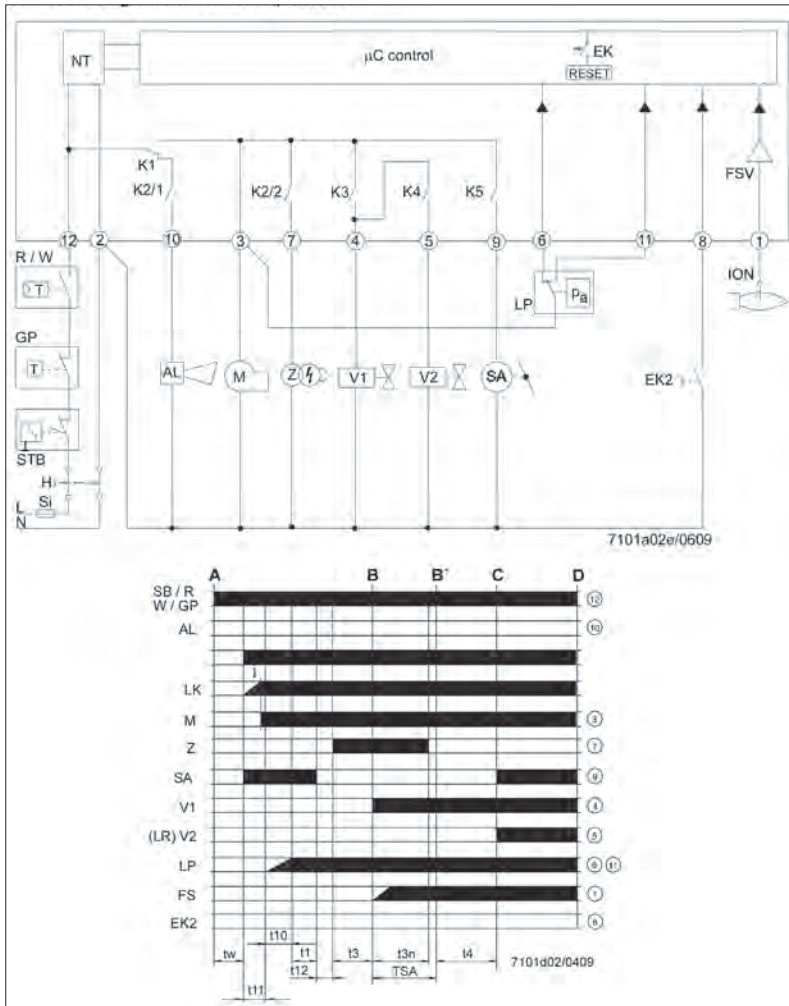 NT
µC control
EK
RESET
FSV
K1
K2/1
K2/2
K3
K4
K5
12
2
10
3
7
4
5
9
6
11
8
1
R / W
T
GP
T
STB
H
Si
L
N
AL
M
Z
V1
V2
SA
LP
Pa
EK2
ION
7101a02e/0609
A
B
B'
C
D
SB / R
W / GP
12
AL
10
LK
M
3
Z
7
SA
9
V1
4
(LR) V2
5
LP
6
11
FS
1
EK2
8
t10
tw
t1
t3
t3n
t4
7101d02/0409
t12
TSA
t11